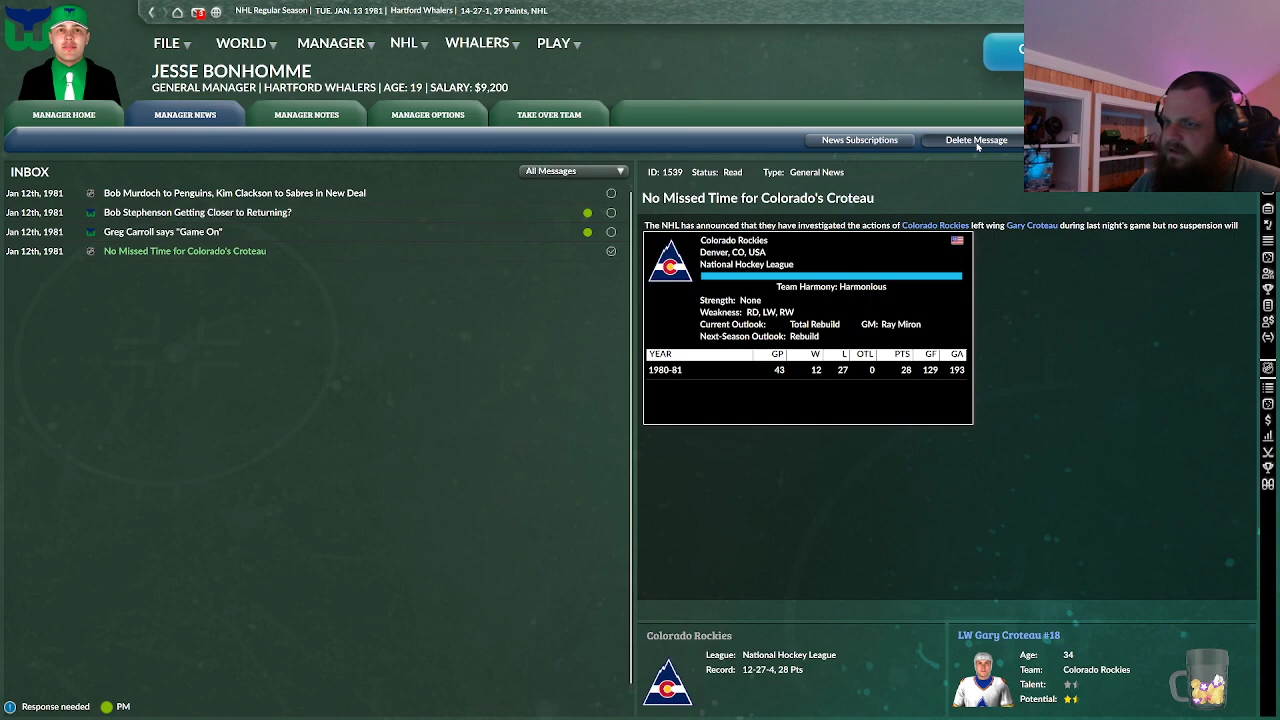 3
NHL Regular Season | TUE. JAN. 13 1981 | Hartford Whalers | 14-27-1, 29 Points, NHL
FILE WORLD MANAGER NHL WHALERS PLAY
JESSE BONHOMME
GENERAL MANAGER | HARTFORD WHALERS | AGE: 19 | SALARY: $9,200
MANAGER HOME MANAGER NEWS MANAGER NOTES MANAGER OPTIONS TAKE OVER TEAM
News Subscriptions Delete Message
INBOX All Messages
Jan 12th, 1981 Bob Murdoch to Penguins, Kim Clackson to Sabres in New Deal
Jan 12th, 1981 Bob Stephenson Getting Closer to Returning?
Jan 12th, 1981 Greg Carroll says "Game On"
Jan 12th, 1981 No Missed Time for Colorado's Croteau
ID: 1539 Status: Read Type: General News
No Missed Time for Colorado's Croteau
The NHL has announced that they have investigated the actions of Colorado Rockies left wing Gary Croteau during last night's game but no suspension will
Colorado Rockies
Denver, CO, USA
National Hockey League
Team Harmony: Harmonious
Strength: None
Weakness: RD, LW, RW
Current Outlook: Total Rebuild GM: Ray Miron
Next-Season Outlook: Rebuild
YEAR GP W L OTL PTS GF GA
1980-81 43 12 27 0 28 129 193
Colorado Rockies
League: National Hockey League
Record: 12-27-4, 28 Pts
LW Gary Croteau #18
Age: 34
Team: Colorado Rockies
Talent:
Potential:
Response needed PM